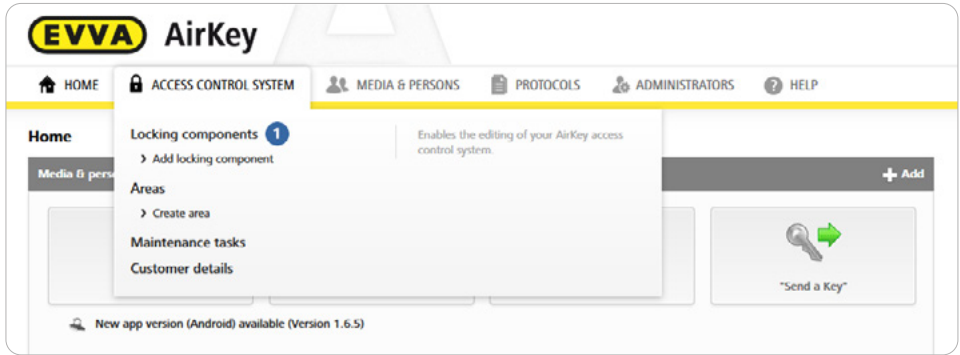 EVVA AirKey
HOME ACCESS CONTROL SYSTEM MEDIA & PERSONS PROTOCOLS ADMINISTRATORS ? HELP
Home
Locking components 1
Enables the editing of your AirKey access
control system.
› Add locking component
Media & pers
+ Add
Areas
› Create area
Maintenance tasks
Customer details
"Send a Key"
New app version (Android) available (Version 1.6.5)